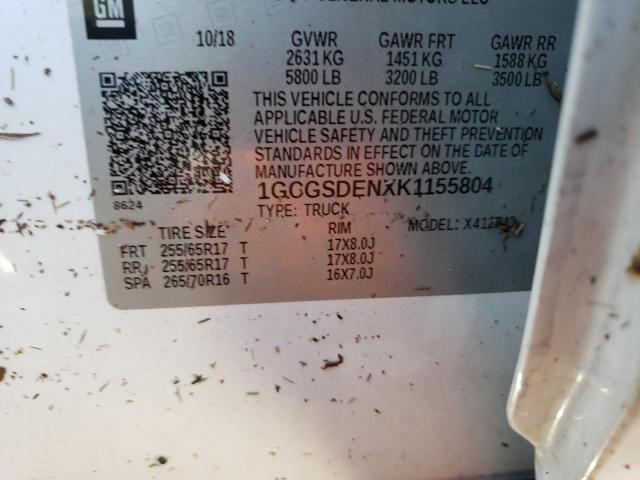 GM
GENERAL MOTORS LLC
10/18 GVWR GAWR FRT GAWR RR
2631 KG 1451 KG 1588 KG
5800 LB 3200 LB 3500 LB
THIS VEHICLE CONFORMS TO ALL
APPLICABLE U.S. FEDERAL MOTOR
VEHICLE SAFETY AND THEFT PREVENTION
STANDARDS IN EFFECT ON THE DATE OF
MANUFACTURE SHOWN ABOVE.
1GCGSDENXK1155804
8624 TYPE: TRUCK MODEL:
TIRE SIZE RIM
FRT 255/65R17 T 17X8.0J
RR 255/65R17 T 17X8.0J
SPA 265/70R16 T 16X7.0J